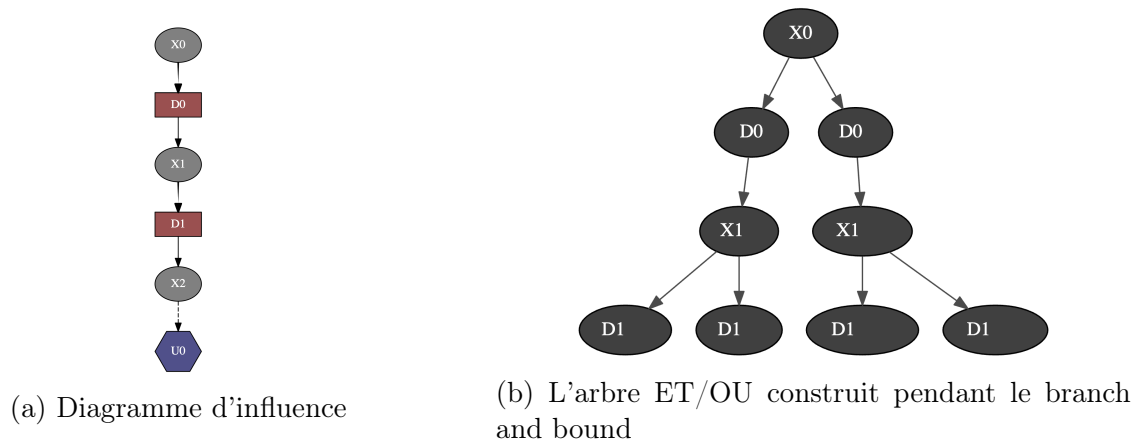 X0
D0
X1
D1
X2
U0
(a) Diagramme d'influence
X0
D0 D0
X1 X1
D1 D1 D1 D1
(b) L'arbre ET/OU construit pendant le branch
and bound